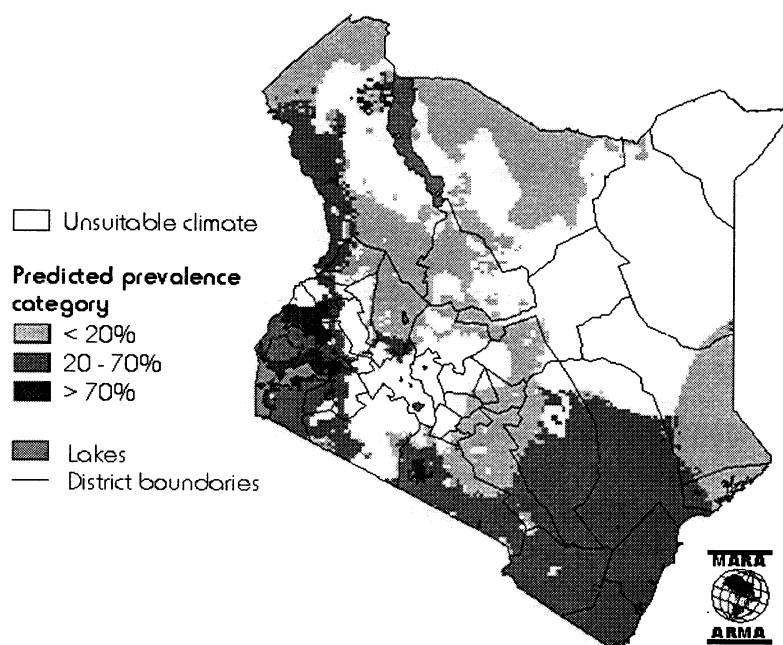 Unsuitable climate
Predicted prevalence
category
< 20%
20 - 70%
> 70%
Lakes
District boundaries
MARA
ARMA